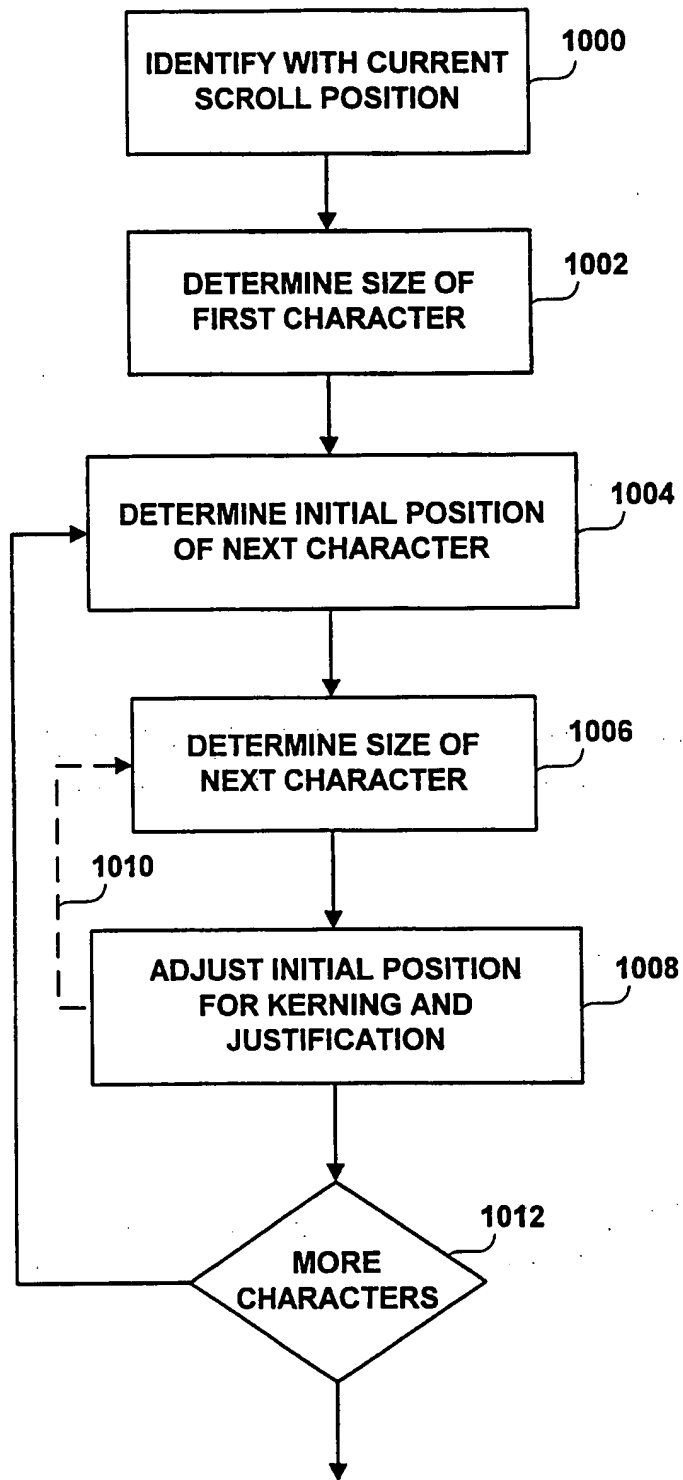 IDENTIFY WITH CURRENT
SCROLL POSITION
1000
DETERMINE SIZE OF
FIRST CHARACTER
1002
DETERMINE INITIAL POSITION
OF NEXT CHARACTER
1004
DETERMINE SIZE OF
NEXT CHARACTER
1006
1010
ADJUST INITIAL POSITION
FOR KERNING AND
JUSTIFICATION
1008
MORE
CHARACTERS
1012